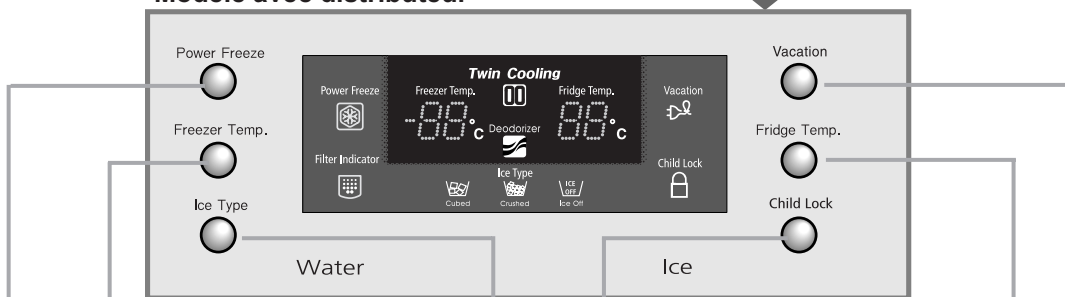 Modèle avec distributeur
Power Freeze
Freezer Temp.
Ice Type
Twin Cooling
Power Freeze
Freezer Temp.
Fridge Temp.
Vacation
-88°C
Deodorizer
88°C
Filter Indicator
Ice Type
Child Lock
Cubed
Crushed
ICE
OFF
Ice Off
Vacation
Fridge Temp.
Child Lock
Water
Ice